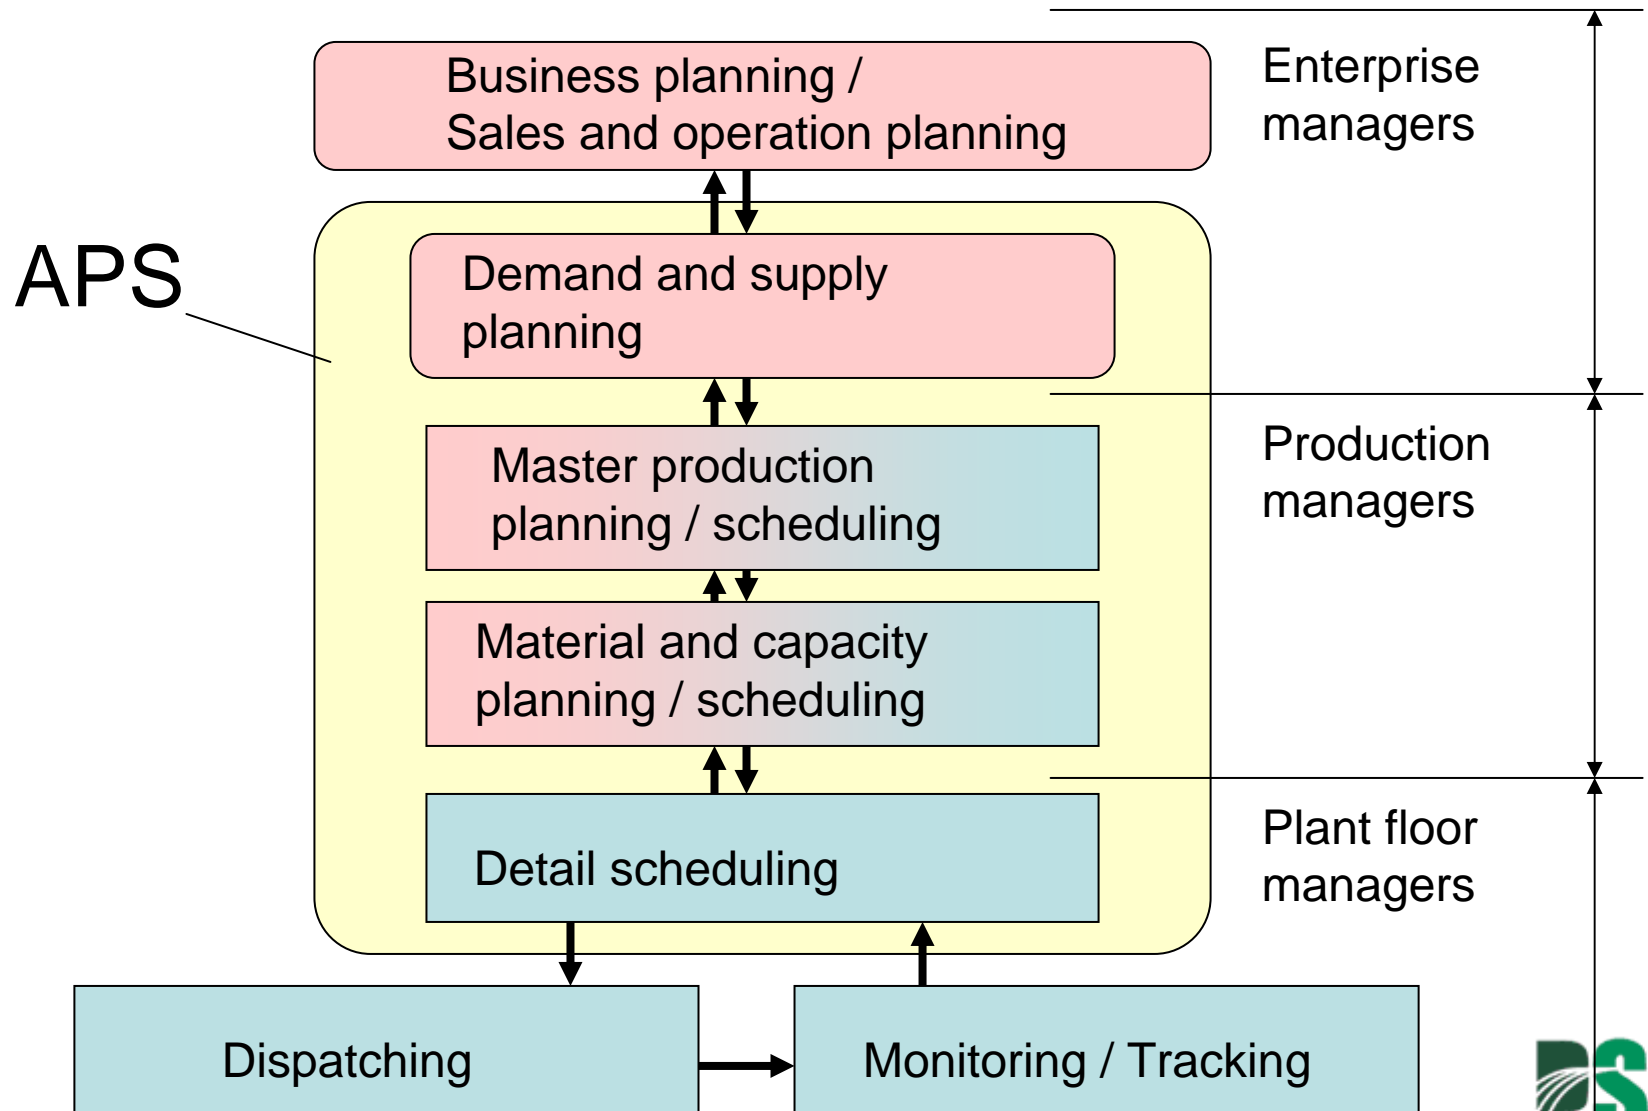 Business planning /
Sales and operation planning
Enterprise
managers
APS
Demand and supply
planning
Master production
planning / scheduling
Production
managers
Material and capacity
planning / scheduling
Detail scheduling
Plant floor
managers
Dispatching
Monitoring / Tracking